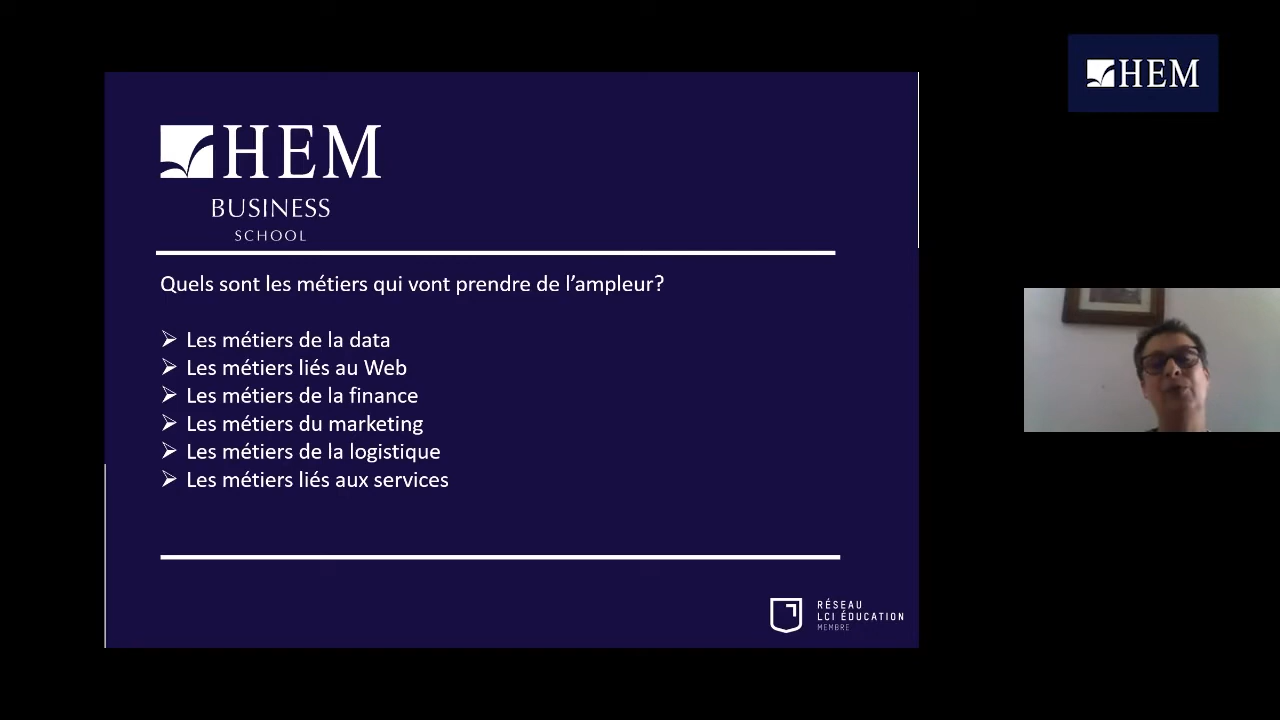 HEM
BUSINESS
SCHOOL
Quels sont les métiers qui vont prendre de l’ampleur?
Les métiers de la data
Les métiers liés au Web
Les métiers de la finance
Les métiers du marketing
Les métiers de la logistique
Les métiers liés aux services
RÉSEAU
LCI ÉDUCATION
MEMBRE
HEM